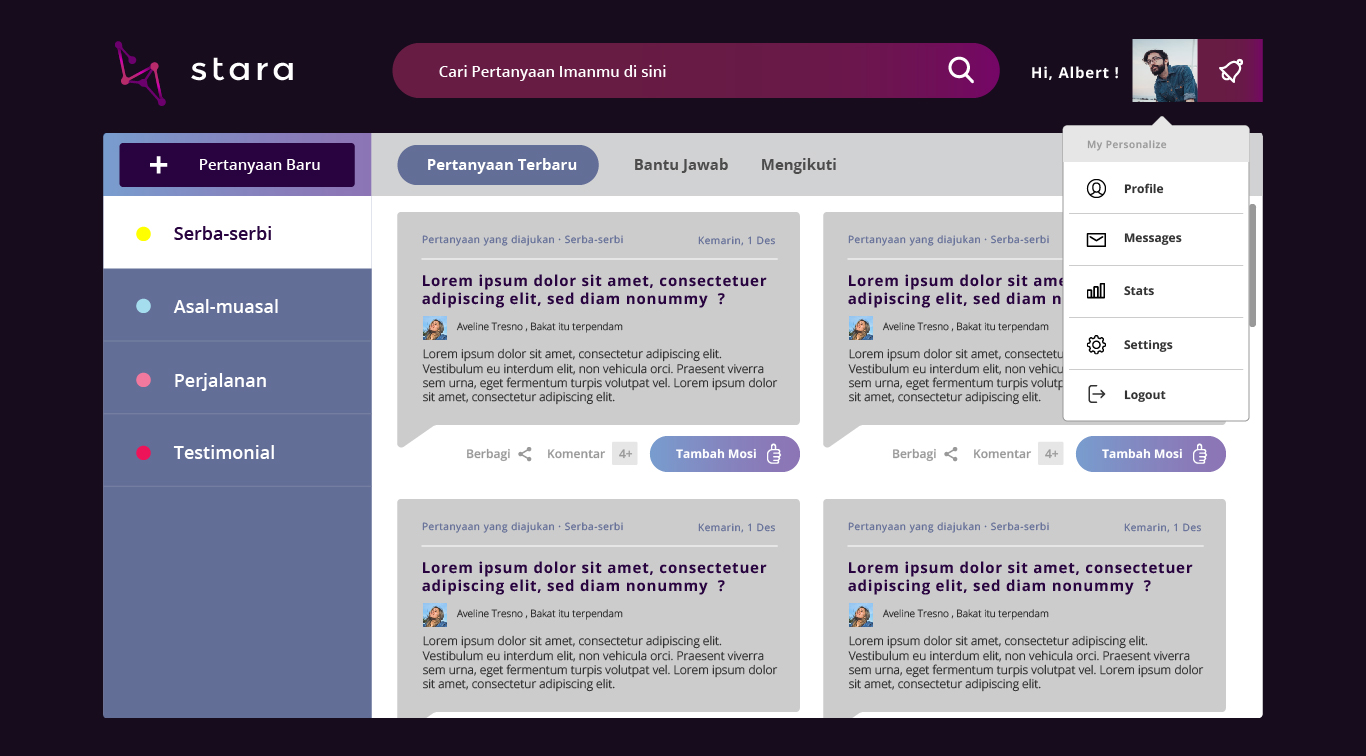 stara
Cari Pertanyaan Imanmu di sini
Hi, Albert !
Pertanyaan Baru
Pertanyaan Terbaru
Bantu Jawab
Mengikuti
My Personalize
Profile
Messages
Stats
Settings
Logout
Serba-serbi
Asal-muasal
Perjalanan
Testimonial
Pertanyaan yang diajukan · Serba-serbi
Kemarin, 1 Des
Lorem ipsum dolor sit amet, consectetuer
adipiscing elit, sed diam nonummy ?
Aveline Tresno , Bakat itu terpendam
Lorem ipsum dolor sit amet, consectetur adipiscing elit.
Vestibulum eu interdum elit, non vehicula orci. Praesent viverra
sem urna, eget fermentum turpis volutpat vel. Lorem ipsum dolor
sit amet, consectetur adipiscing elit.
Berbagi
Komentar
4+
Tambah Mosi
Pertanyaan yang diajukan · Serba-serbi
Lorem ipsum dolor sit ame
adipiscing elit, sed diam n
Aveline Tresno , Bakat itu terpendam
Lorem ipsum dolor sit amet, consectetu
Vestibulum eu interdum elit, non vehicu
sem urna, eget fermentum turpis volutp
sit amet, consectetur adipiscing elit.
Berbagi
Komentar
4+
Tambah Mosi
Pertanyaan yang diajukan · Serba-serbi
Kemarin, 1 Des
Lorem ipsum dolor sit amet, consectetuer
adipiscing elit, sed diam nonummy ?
Aveline Tresno , Bakat itu terpendam
Lorem ipsum dolor sit amet, consectetur adipiscing elit.
Vestibulum eu interdum elit, non vehicula orci. Praesent viverra
sem urna, eget fermentum turpis volutpat vel. Lorem ipsum dolor
sit amet, consectetur adipiscing elit.
Pertanyaan yang diajukan · Serba-serbi
Kemarin, 1 Des
Lorem ipsum dolor sit amet, consectetuer
adipiscing elit, sed diam nonummy ?
Aveline Tresno , Bakat itu terpendam
Lorem ipsum dolor sit amet, consectetur adipiscing elit.
Vestibulum eu interdum elit, non vehicula orci. Praesent viverra
sem urna, eget fermentum turpis volutpat vel. Lorem ipsum dolor
sit amet, consectetur adipiscing elit.